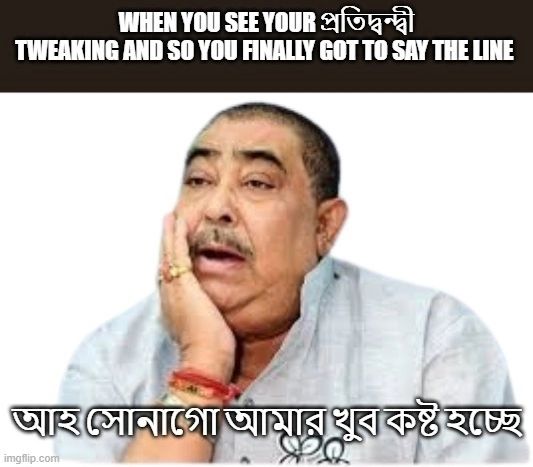 WHEN YOU SEE YOUR প্রতিদ্বন্দ্বী
TWEAKING AND SO YOU FINALLY GOT TO SAY THE LINE
আহ সোনাগো আমার খুব কষ্ট হচ্ছে
imgflip.com